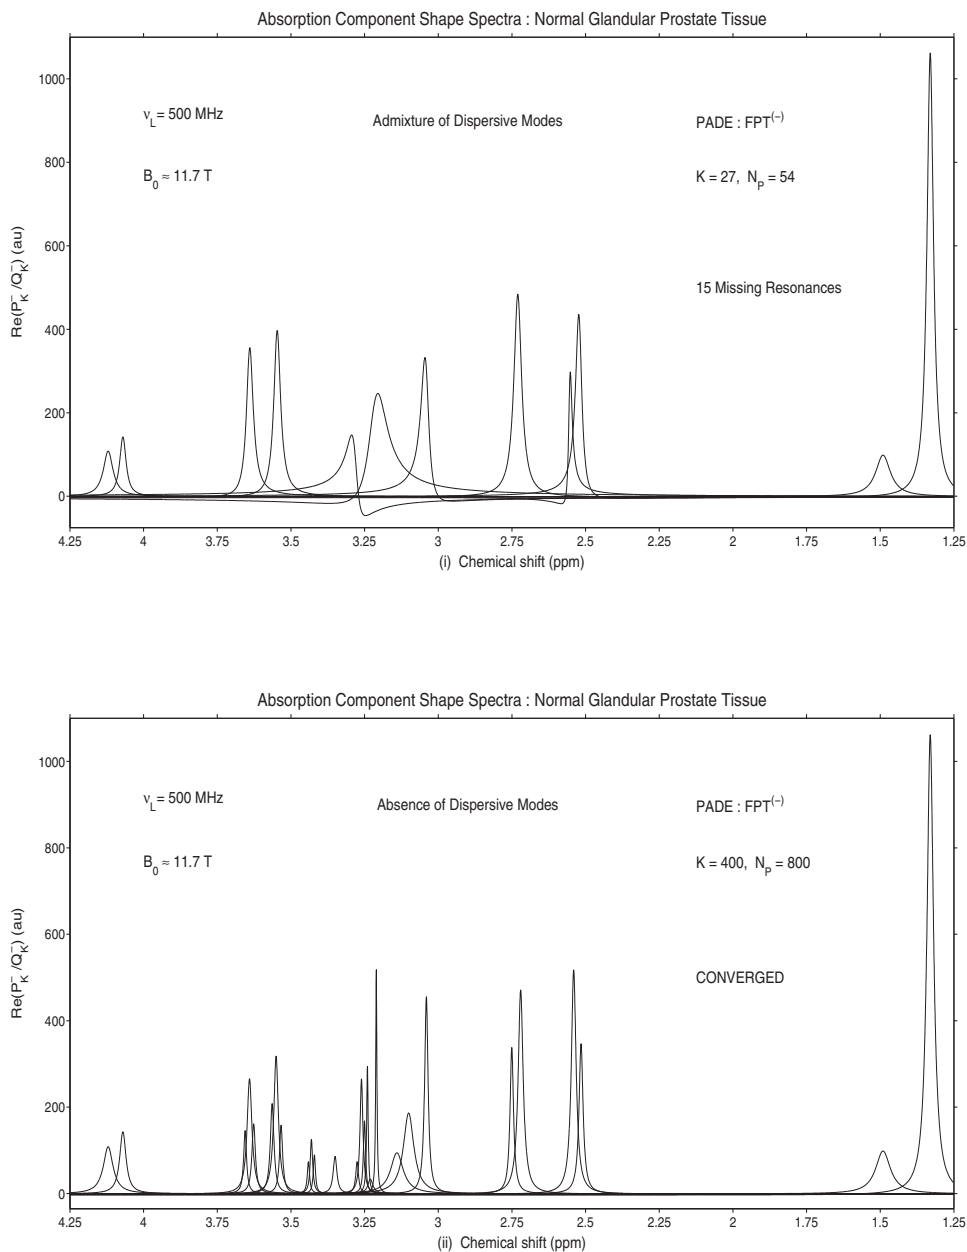 Absorption Component Shape Spectra : Normal Glandular Prostate Tissue
1000
800
600
400
200
0
Re(P_K^- /Q_K^-) (au)
ν_L = 500 MHz
Admixture of Dispersive Modes
PADE : FPT^(−)
B_0 ≈ 11.7 T
K = 27, N_P = 54
15 Missing Resonances
4.25 4 3.75 3.5 3.25 3 2.75 2.5 2.25 2 1.75 1.5 1.25
(i) Chemical shift (ppm)
Absorption Component Shape Spectra : Normal Glandular Prostate Tissue
1000
800
600
400
200
0
Re(P_K^- /Q_K^-) (au)
ν_L = 500 MHz
Absence of Dispersive Modes
PADE : FPT^(−)
B_0 ≈ 11.7 T
K = 400, N_P = 800
CONVERGED
4.25 4 3.75 3.5 3.25 3 2.75 2.5 2.25 2 1.75 1.5 1.25
(ii) Chemical shift (ppm)